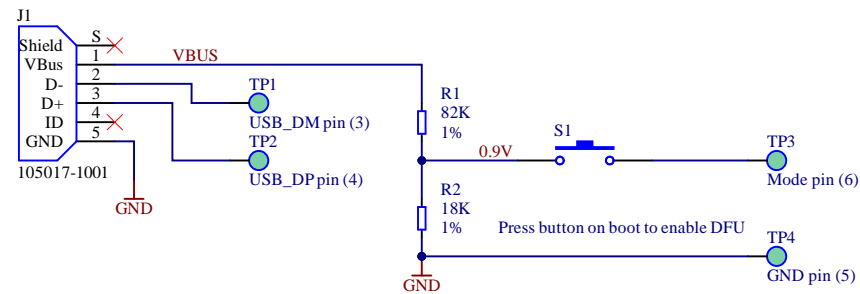 J1
Shield S
VBus 1
D- 2
D+ 3
ID 4
GND 5
105017-1001
GND
VBUS
TP1
USB_DM pin (3)
TP2
USB_DP pin (4)
R1
82K
1%
0.9V
S1
TP3
Mode pin (6)
R2
18K
1%
Press button on boot to enable DFU
TP4
GND pin (5)
GND